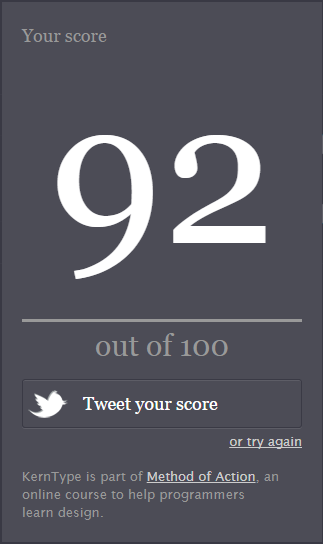 Your score
92
out of 100
Tweet your score
or try again
KernType is part of Method of Action, an
online course to help programmers
learn design.